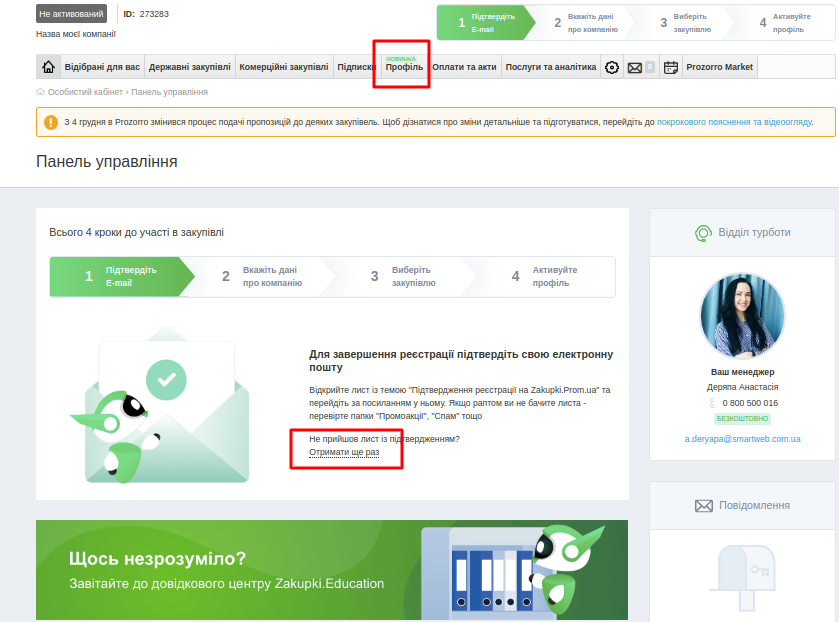 Не активований
ID: 273283
Назва моєї компанії
1 Підтвердіть E-mail
2 Вкажіть дані про компанію
3 Виберіть закупівлю
4 Активуйте профіль
Відібрані для вас
Державні закупівлі
Комерційні закупівлі
Підписки
НОВИНКА
Профіль
Оплати та акти
Послуги та аналітика
0
Prozorro Market
Особистий кабінет › Панель управління
З 4 грудня в Prozorro змінився процес подачі пропозицій до деяких закупівель. Щоб дізнатися про зміни детальніше та підготуватися, перейдіть до покрокового пояснення та відеоогляду.
Панель управління
Всього 4 кроки до участі в закупівлі
1 Підтвердіть E-mail
2 Вкажіть дані про компанію
3 Виберіть закупівлю
4 Активуйте профіль
Для завершення реєстрації підтвердіть свою електронну
пошту
Відкрийте лист із темою "Підтвердження реєстрації на Zakupki.Prom.ua" та
перейдіть за посиланням у ньому. Якщо раптом ви не бачите листа -
перевірте папки "Промоакції", "Спам" тощо
Не прийшов лист із підтвердженням?
Отримати ще раз
Щось незрозуміло?
Завітайте до довідкового центру Zakupki.Education
Відділ турботи
Ваш менеджер
Деряпа Анастасія
0 800 500 016
БЕЗКОШТОВНО
a.deryapa@smartweb.com.ua
Повідомлення